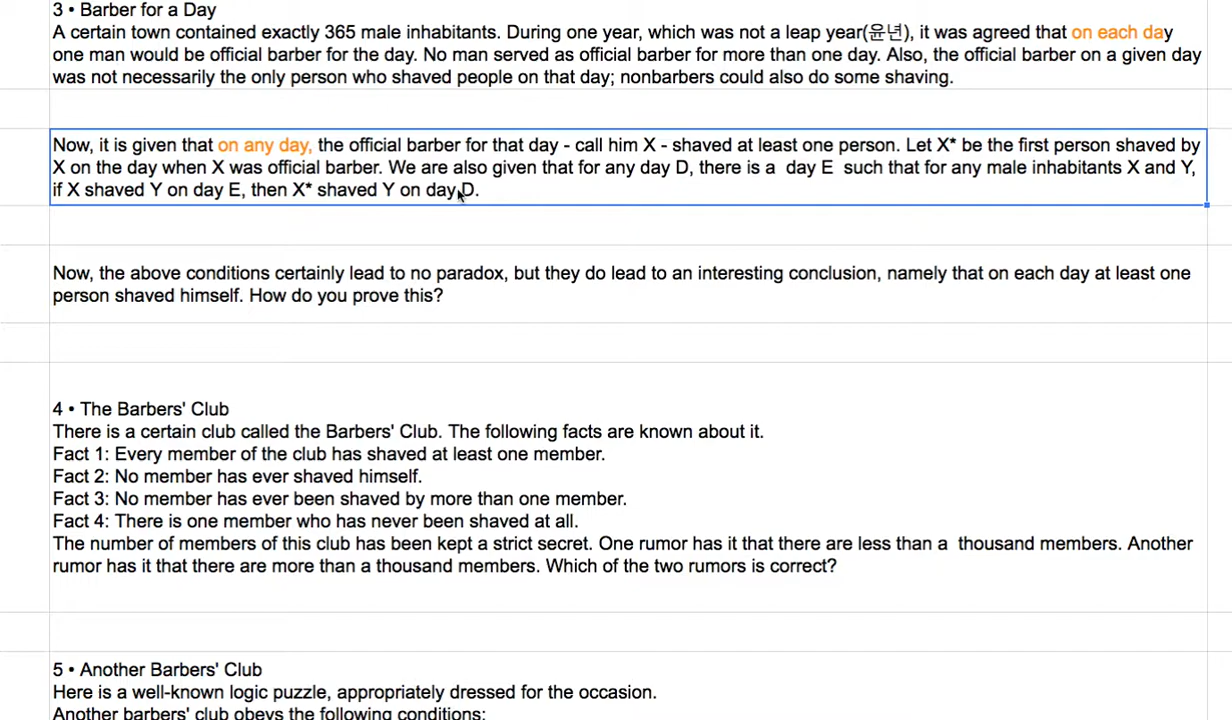 3 • Barber for a Day
A certain town contained exactly 365 male inhabitants. During one year, which was not a leap year(윤년), it was agreed that on each day
one man would be official barber for the day. No man served as official barber for more than one day. Also, the official barber on a given day
was not necessarily the only person who shaved people on that day; nonbarbers could also do some shaving.
Now, it is given that on any day, the official barber for that day - call him X - shaved at least one person. Let X* be the first person shaved by
X on the day when X was official barber. We are also given that for any day D, there is a  day E  such that for any male inhabitants X and Y,
if X shaved Y on day E, then X* shaved Y on day D.
Now, the above conditions certainly lead to no paradox, but they do lead to an interesting conclusion, namely that on each day at least one
person shaved himself. How do you prove this?
4 • The Barbers' Club
There is a certain club called the Barbers' Club. The following facts are known about it.
Fact 1: Every member of the club has shaved at least one member.
Fact 2: No member has ever shaved himself.
Fact 3: No member has ever been shaved by more than one member.
Fact 4: There is one member who has never been shaved at all.
The number of members of this club has been kept a strict secret. One rumor has it that there are less than a  thousand members. Another
rumor has it that there are more than a thousand members. Which of the two rumors is correct?
5 • Another Barbers' Club
Here is a well-known logic puzzle, appropriately dressed for the occasion.
Another barbers' club obeys the following conditions: